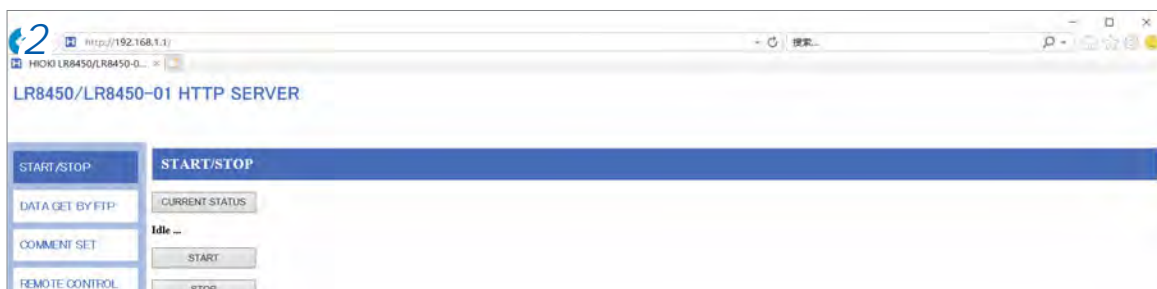 2
http://192.168.1.1/
搜索...
HIOKI LR8450/LR8450-0...
LR8450/LR8450-01 HTTP SERVER
START/STOP
START/STOP
DATA GET BY FTP
CURRENT STATUS
Idle ...
COMMENT SET
START
REMOTE CONTROL
STOP